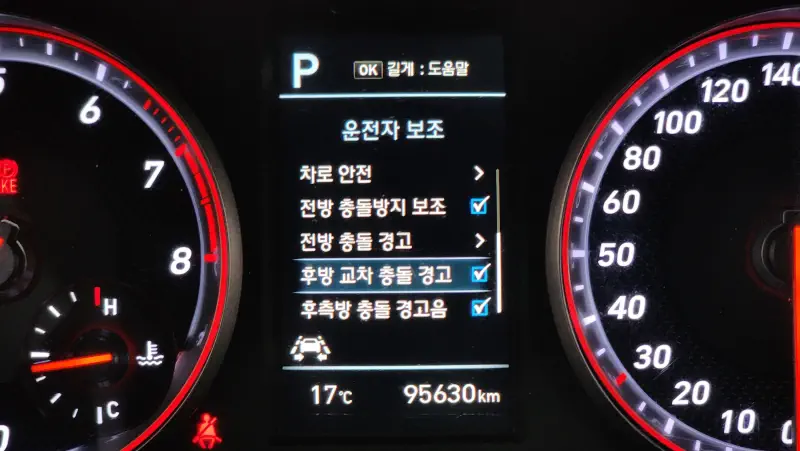 P OK 길게 : 도움말
운전자 보조
차로 안전
전방 충돌방지 보조
전방 충돌 경고
후방 교차 충돌 경고
후측방 충돌 경고음
17℃ 95630km
5
6
7
8
H
C
0
140
120
100
80
60
50
40
30
20
10
0